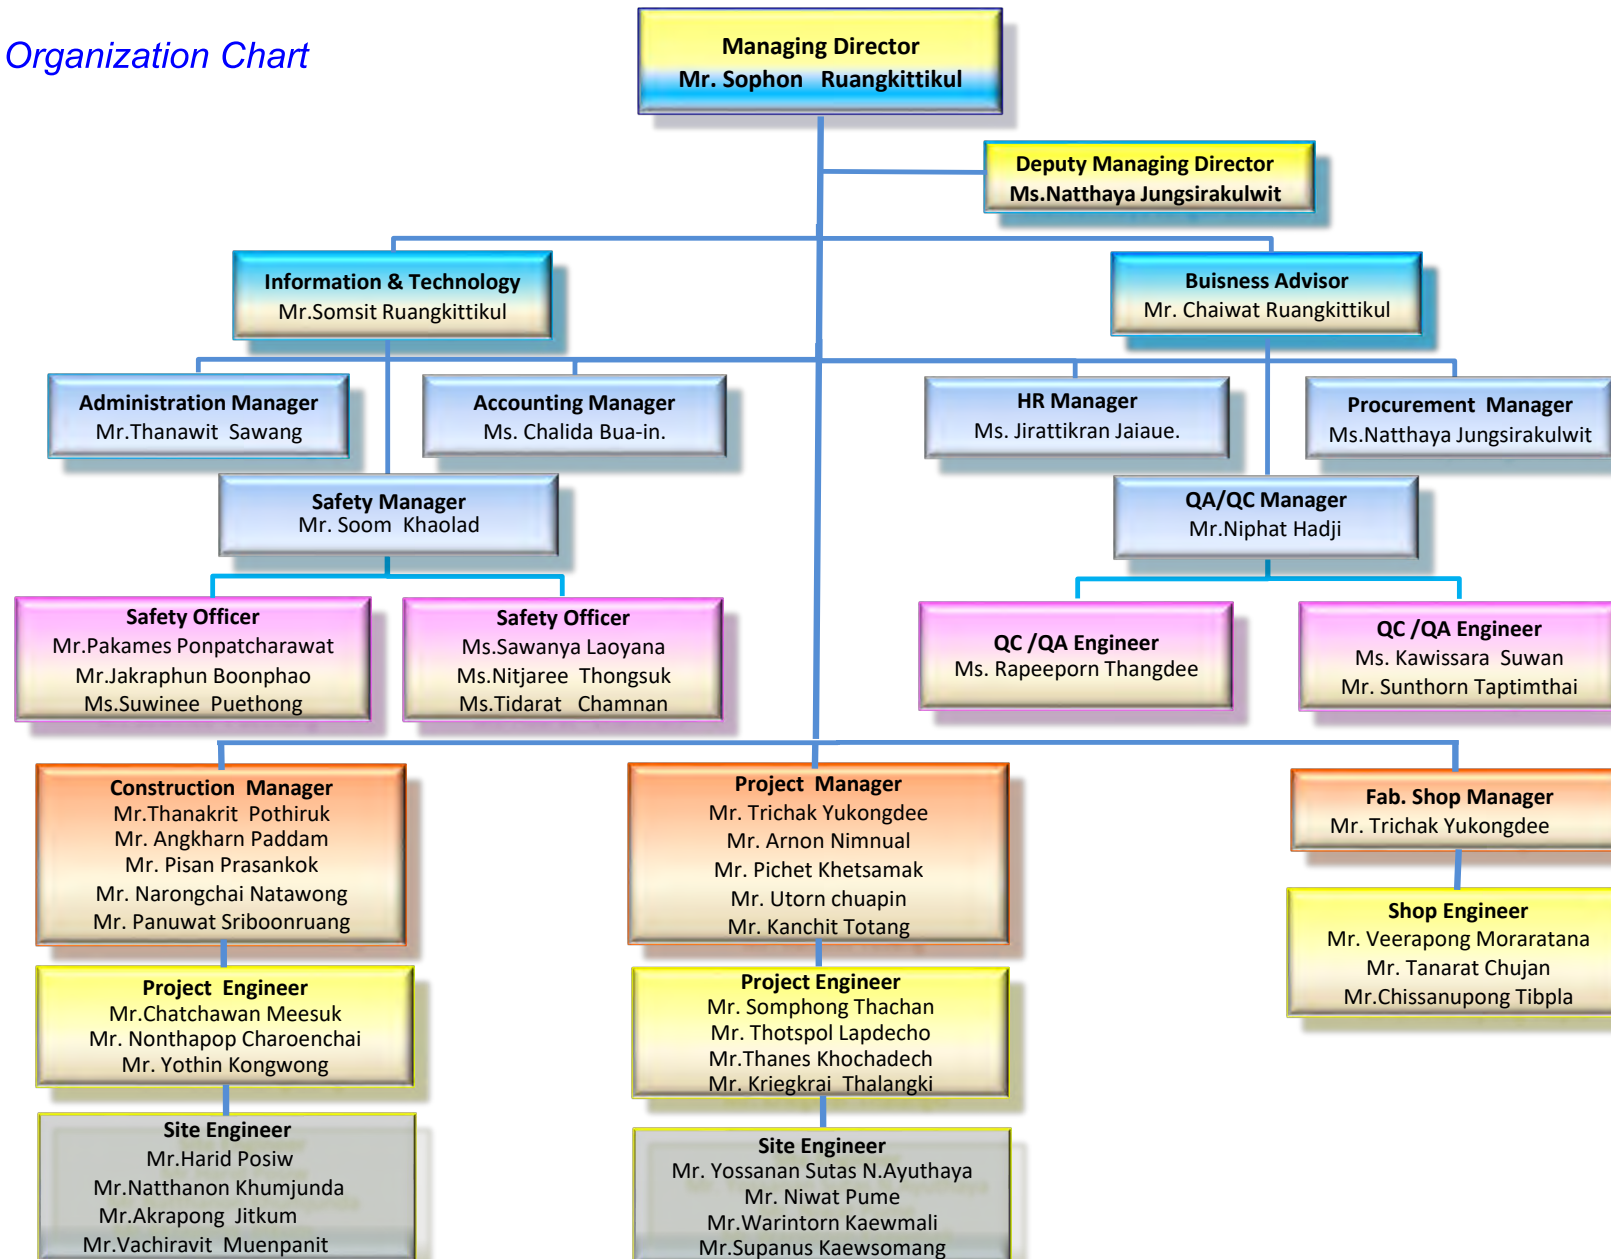 Organization Chart
Managing Director
Mr. Sophon Ruangkittikul
Deputy Managing Director
Ms.Natthaya Jungsirakulwit
Information & Technology
Mr.Somsit Ruangkittikul
Buisness Advisor
Mr. Chaiwat Ruangkittikul
Administration Manager
Mr.Thanawit Sawang
Accounting Manager
Ms. Chalida Bua-in.
HR Manager
Ms. Jirattikran Jaiaue.
Procurement Manager
Ms.Natthaya Jungsirakulwit
Safety Manager
Mr. Soom Khaolad
QA/QC Manager
Mr.Niphat Hadji
Safety Officer
Mr.Pakames Ponpatcharawat
Mr.Jakraphun Boonphao
Ms.Suwinee Puethong
Safety Officer
Ms.Sawanya Laoyana
Ms.Nitjaree Thongsuk
Ms.Tidarat Chamnan
QC /QA Engineer
Ms. Rapeeporn Thangdee
QC /QA Engineer
Ms. Kawissara Suwan
Mr. Sunthorn Taptimthai
Construction Manager
Mr.Thanakrit Pothiruk
Mr. Angkharn Paddam
Mr. Pisan Prasankok
Mr. Narongchai Natawong
Mr. Panuwat Sriboonruang
Project Manager
Mr. Trichak Yukongdee
Mr. Arnon Nimnual
Mr. Pichet Khetsamak
Mr. Utorn chuapin
Mr. Kanchit Totang
Fab. Shop Manager
Mr. Trichak Yukongdee
Shop Engineer
Mr. Veerapong Moraratana
Mr. Tanarat Chujan
Mr.Chissanupong Tibpla
Project Engineer
Mr.Chatchawan Meesuk
Mr. Nonthapop Charoenchai
Mr. Yothin Kongwong
Project Engineer
Mr. Somphong Thachan
Mr. Thotspol Lapdecho
Mr.Thanes Khochadech
Mr. Kriegkrai Thalangki
Site Engineer
Mr.Harid Posiw
Mr.Natthanon Khumjunda
Mr.Akrapong Jitkum
Mr.Vachiravit Muenpanit
Site Engineer
Mr. Yossanan Sutas N.Ayuthaya
Mr. Niwat Pume
Mr.Warintorn Kaewmali
Mr.Supanus Kaewsomang